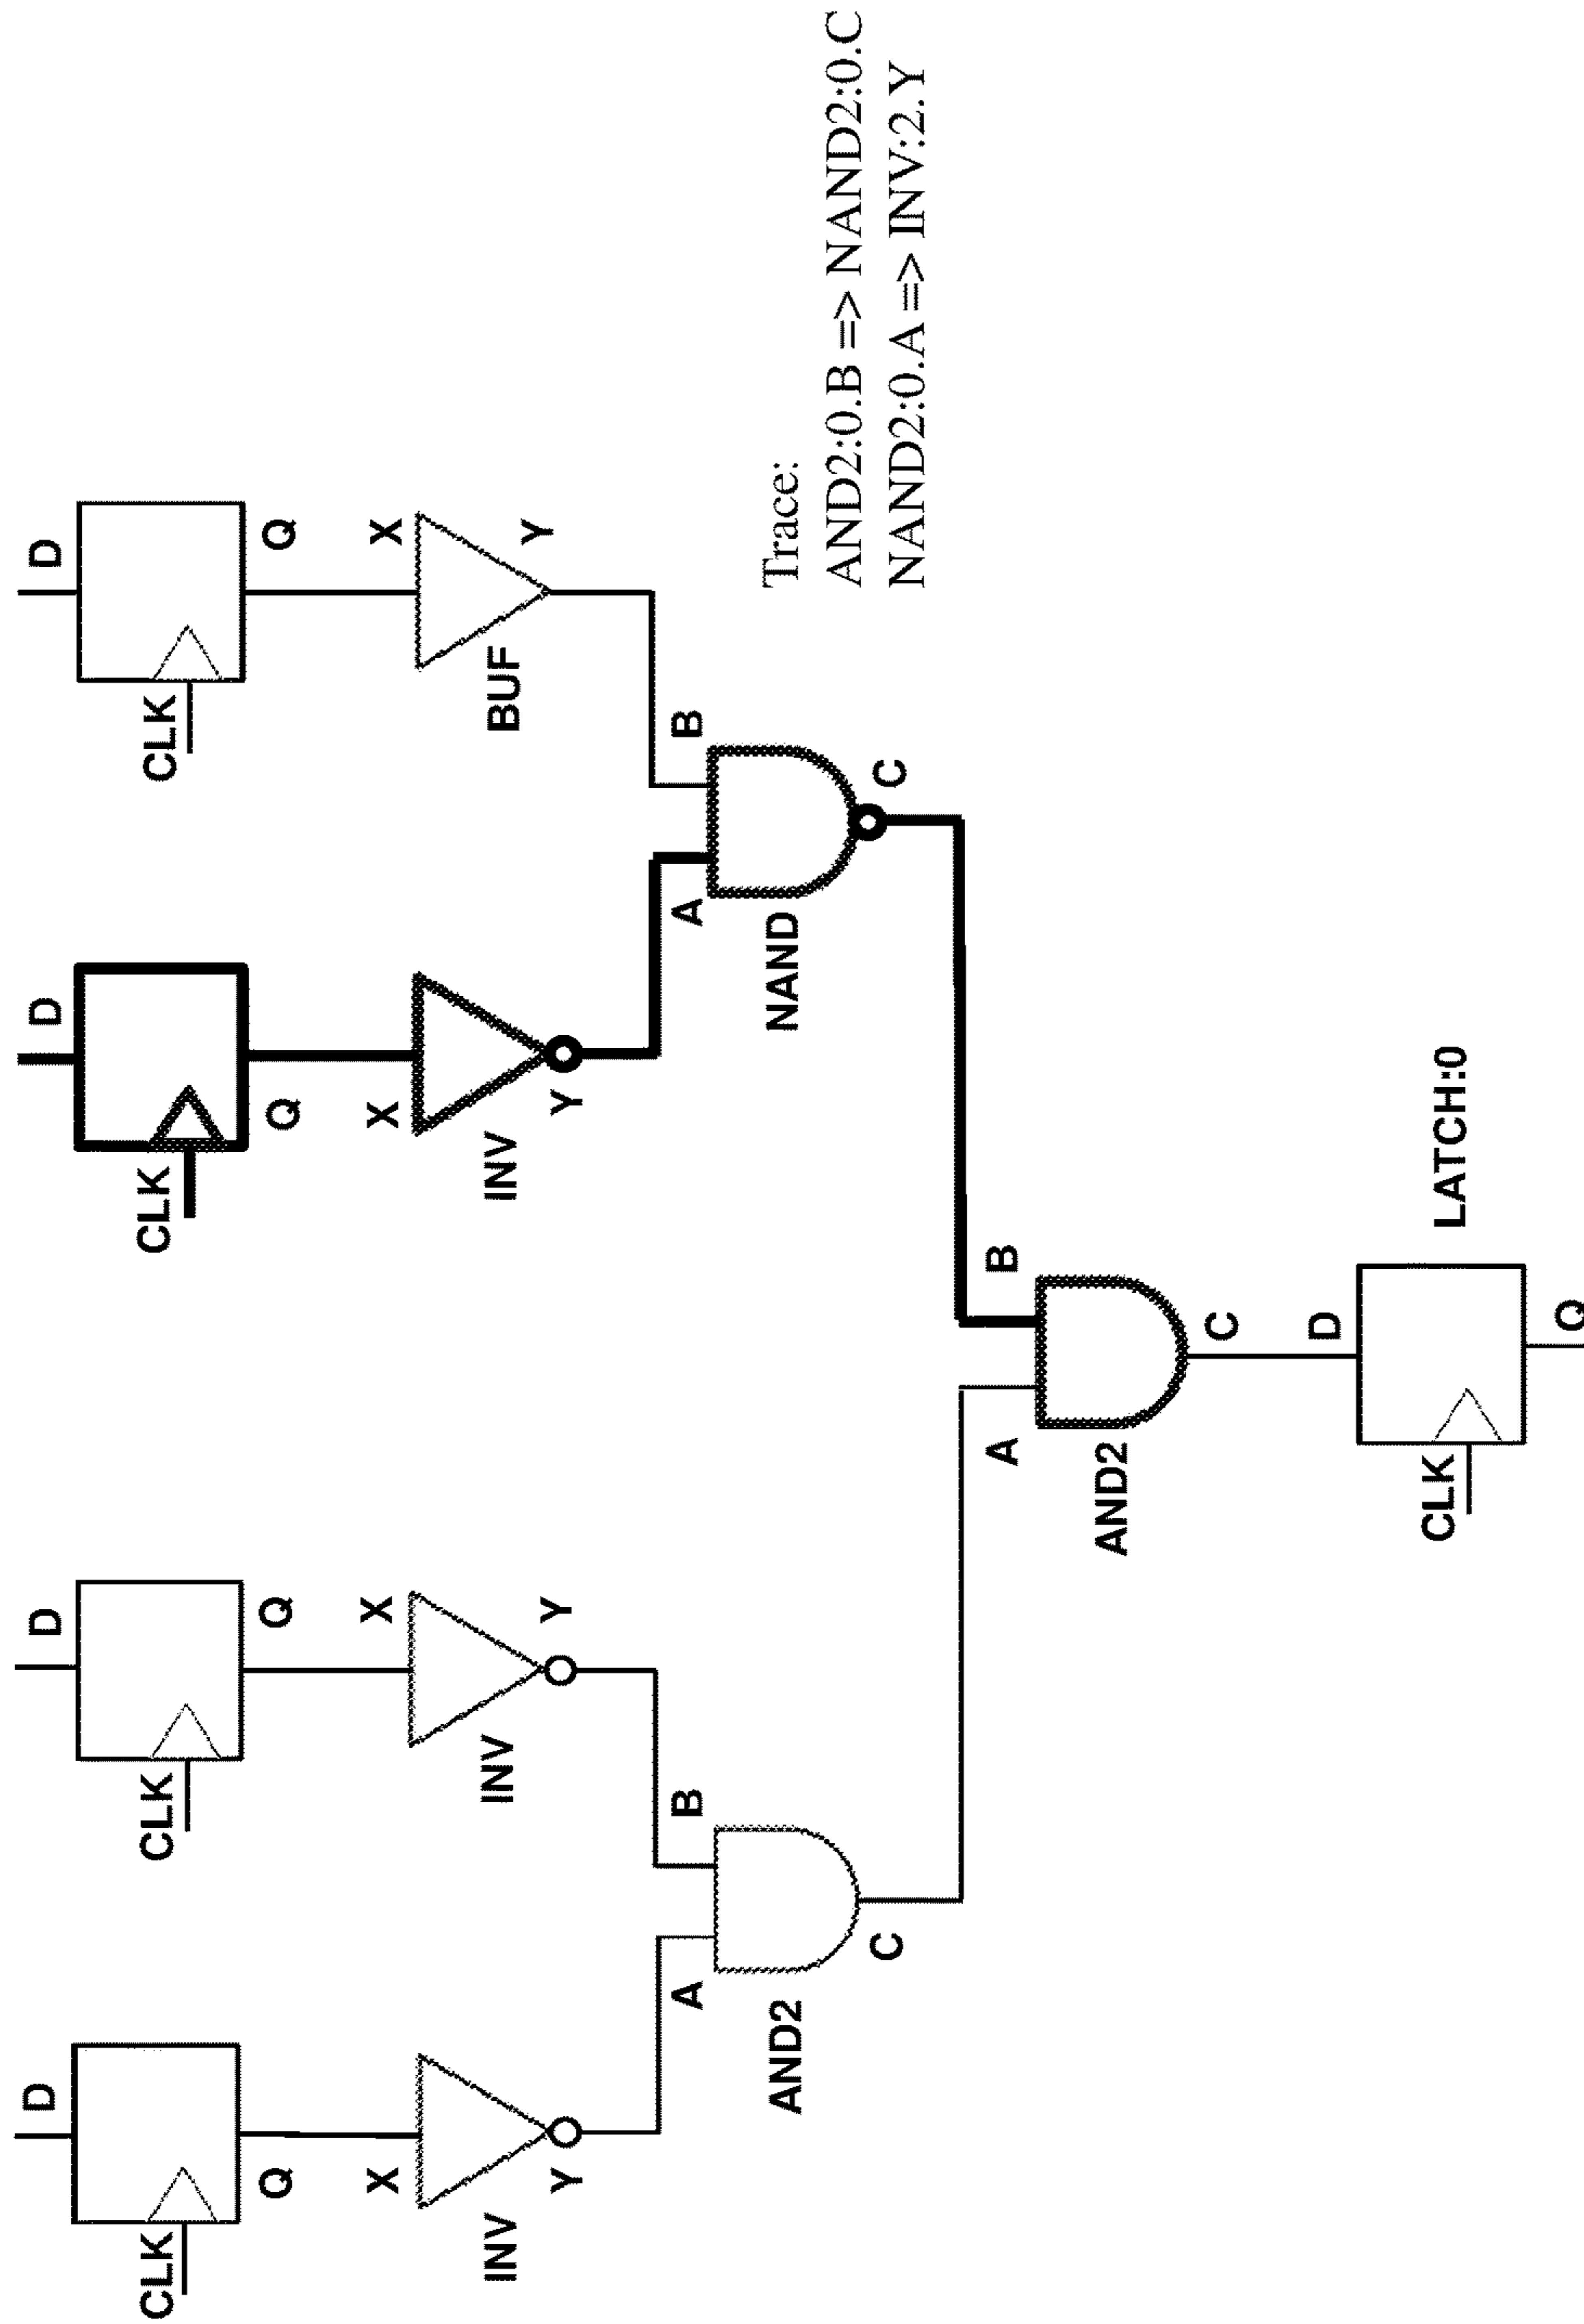 D
D
D
D
CLK
CLK
CLK
CLK
Q
Q
Q
Q
X
X
X
X
INV
INV
INV
BUF
Y
Y
Y
Y
A
B
A
B
AND2
NAND
C
C
Trace:
AND2:0.B => NAND2:0.C
NAND2:0.A => INV:2.Y
A
B
AND2
C
D
CLK
LATCH:0
Q